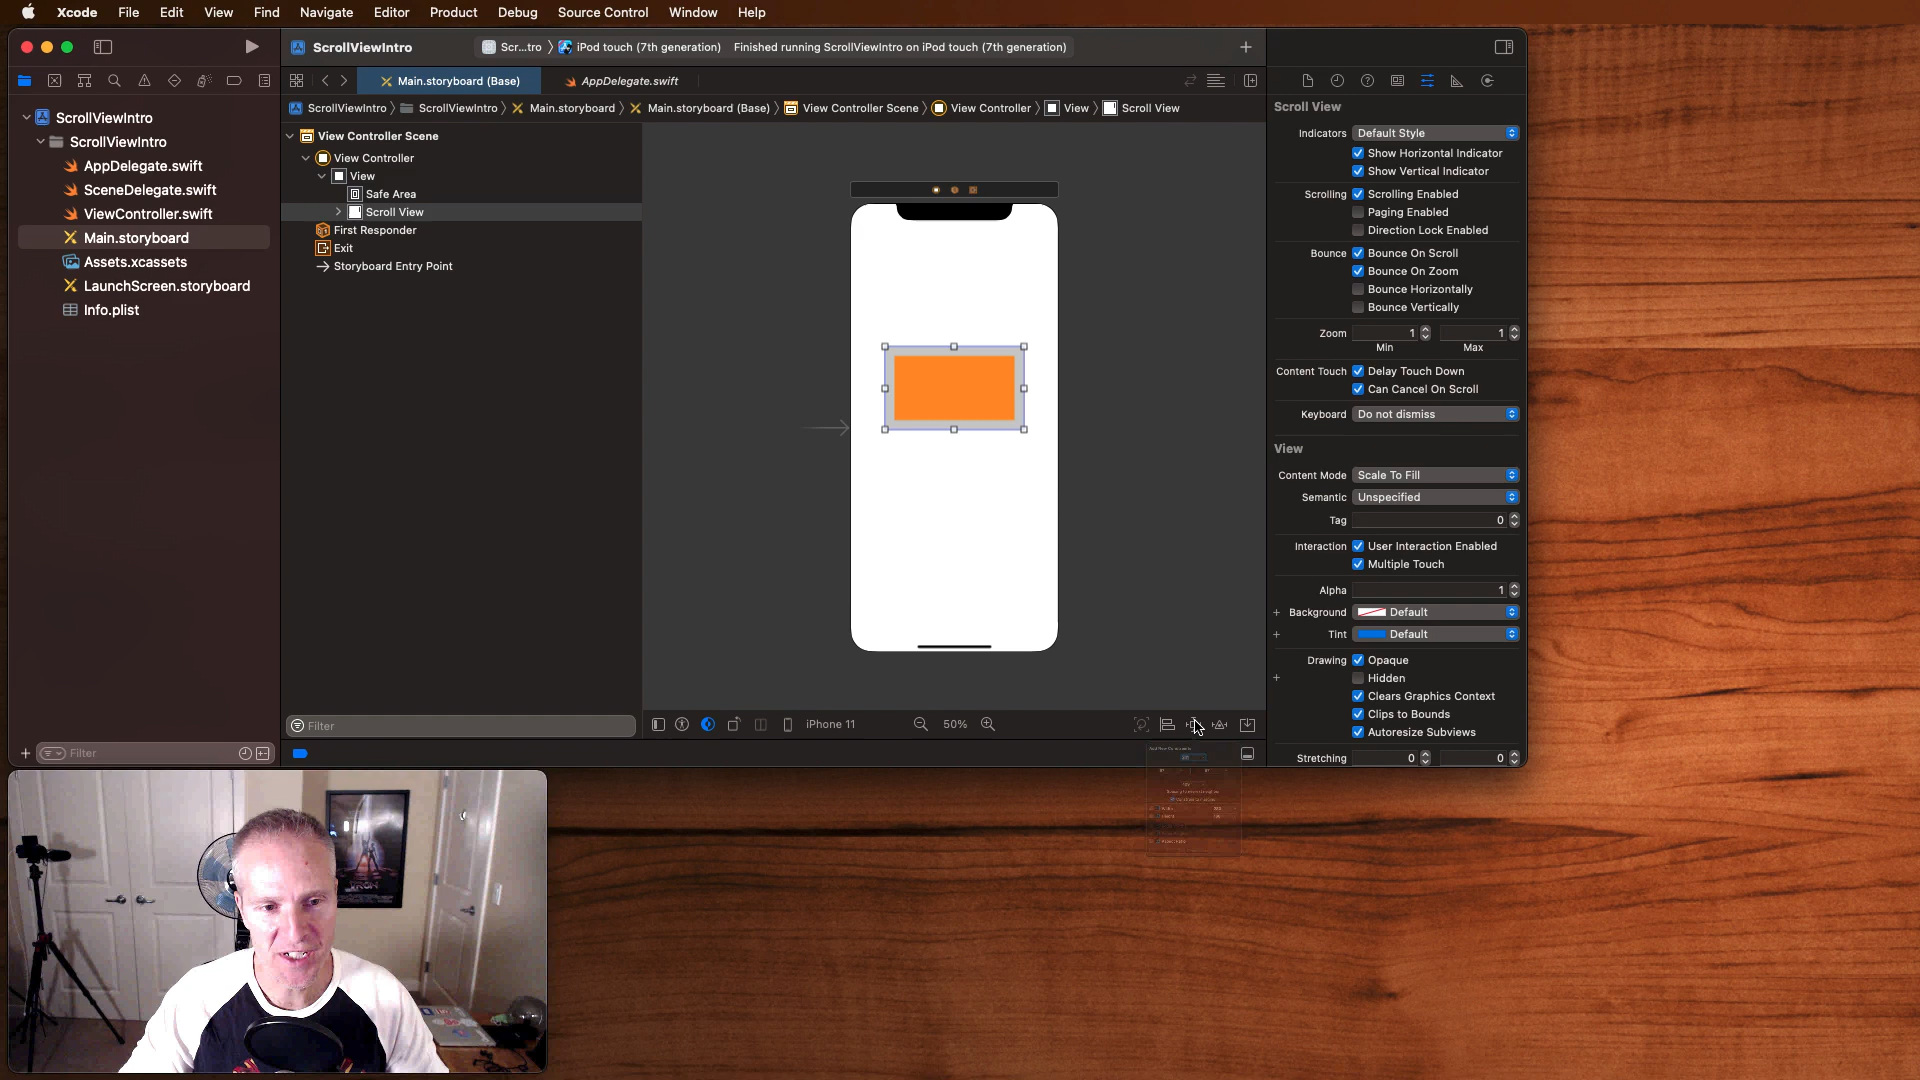 Xcode File Edit View Find Navigate Editor Product Debug Source Control Window Help
ScrollViewIntro
Scr...tro
iPod touch (7th generation)
Finished running ScrollViewIntro on iPod touch (7th generation)
Main.storyboard (Base)
AppDelegate.swift
ScrollViewIntro
ScrollViewIntro
Main.storyboard
Main.storyboard (Base)
View Controller Scene
View Controller
View
Scroll View
ScrollViewIntro
ScrollViewIntro
AppDelegate.swift
SceneDelegate.swift
ViewController.swift
Main.storyboard
Assets.xcassets
LaunchScreen.storyboard
Info.plist
Filter
View Controller Scene
View Controller
View
Safe Area
Scroll View
First Responder
Exit
Storyboard Entry Point
Filter
iPhone 11
50%
Scroll View
Indicators Default Style
Show Horizontal Indicator
Show Vertical Indicator
Scrolling Scrolling Enabled
Paging Enabled
Direction Lock Enabled
Bounce Bounce On Scroll
Bounce On Zoom
Bounce Horizontally
Bounce Vertically
Zoom 1 1
Min Max
Content Touch Delay Touch Down
Can Cancel On Scroll
Keyboard Do not dismiss
View
Content Mode Scale To Fill
Semantic Unspecified
Tag 0
Interaction User Interaction Enabled
Multiple Touch
Alpha 1
Background Default
Tint Default
Drawing Opaque
Hidden
Clears Graphics Context
Clips to Bounds
Autoresize Subviews
Stretching 0 0
TRON